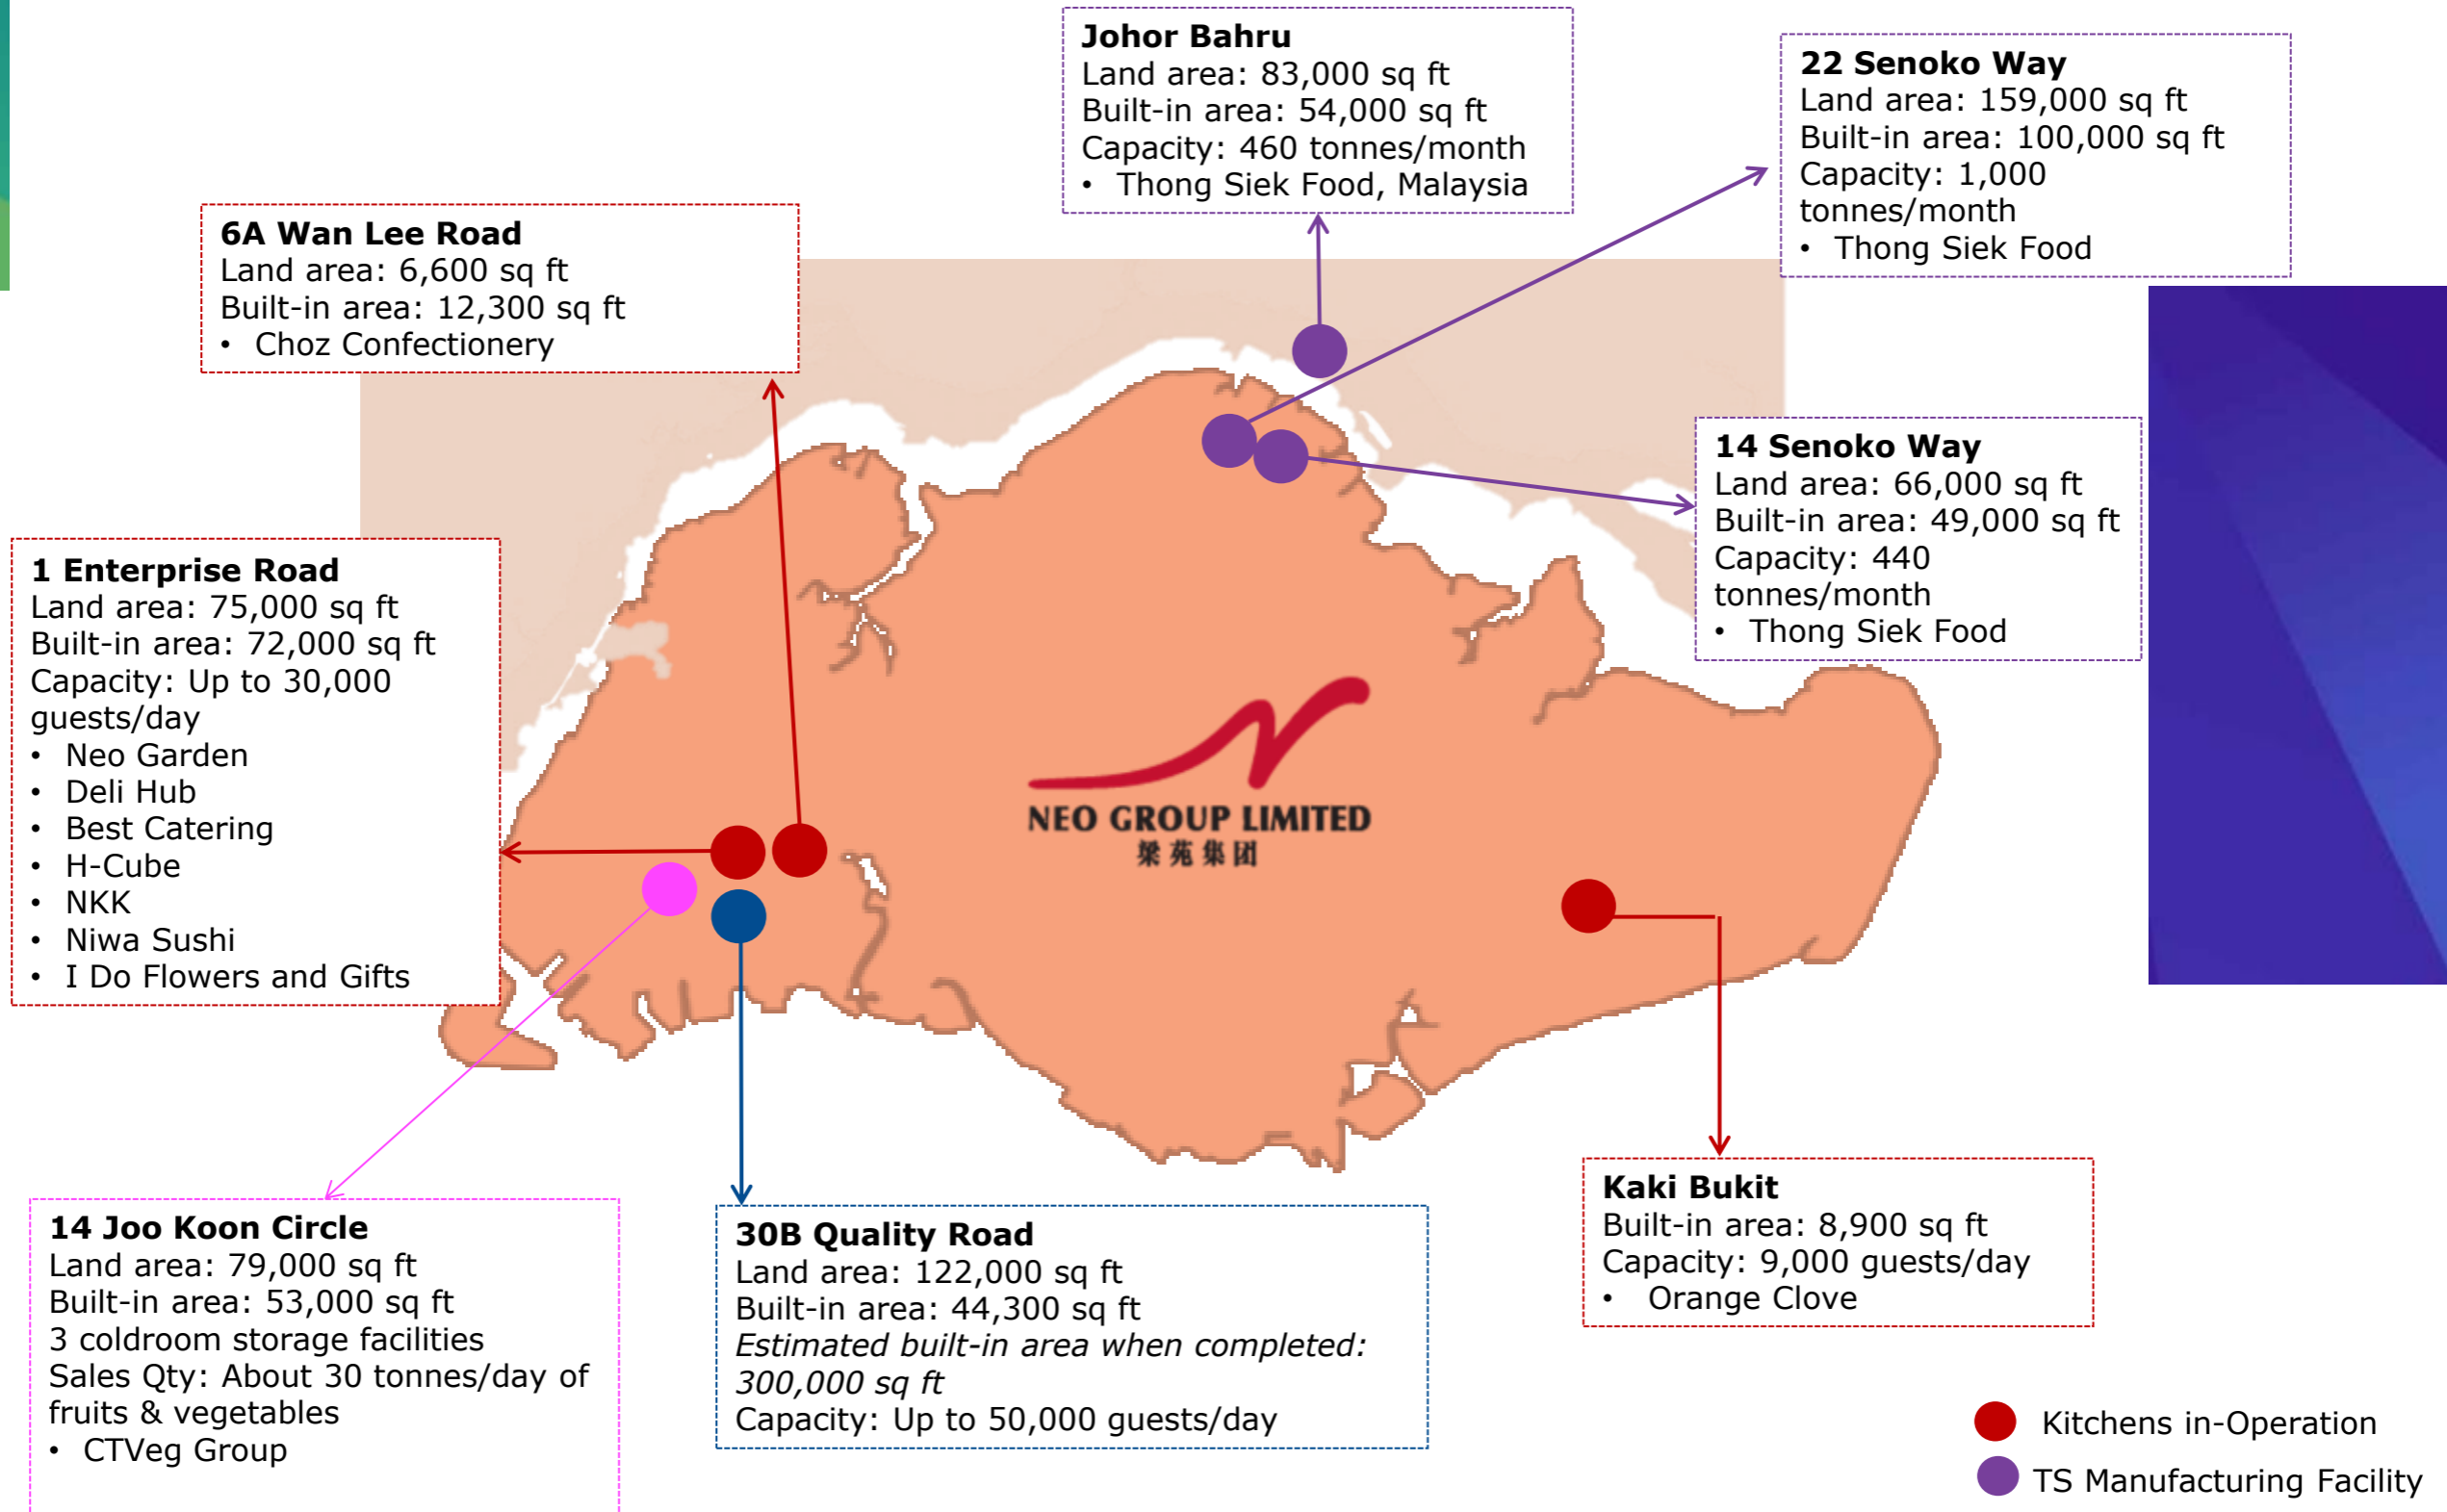 Johor Bahru
Land area: 83,000 sq ft
Built-in area: 54,000 sq ft
Capacity: 460 tonnes/month
• Thong Siek Food, Malaysia
22 Senoko Way
Land area: 159,000 sq ft
Built-in area: 100,000 sq ft
Capacity: 1,000
tonnes/month
• Thong Siek Food
6A Wan Lee Road
Land area: 6,600 sq ft
Built-in area: 12,300 sq ft
• Choz Confectionery
14 Senoko Way
Land area: 66,000 sq ft
Built-in area: 49,000 sq ft
Capacity: 440
tonnes/month
• Thong Siek Food
1 Enterprise Road
Land area: 75,000 sq ft
Built-in area: 72,000 sq ft
Capacity: Up to 30,000
guests/day
• Neo Garden
• Deli Hub
• Best Catering
• H-Cube
• NKK
• Niwa Sushi
• I Do Flowers and Gifts
NEO GROUP LIMITED
梁苑集团
14 Joo Koon Circle
Land area: 79,000 sq ft
Built-in area: 53,000 sq ft
3 coldroom storage facilities
Sales Qty: About 30 tonnes/day of
fruits & vegetables
• CTVeg Group
30B Quality Road
Land area: 122,000 sq ft
Built-in area: 44,300 sq ft
Estimated built-in area when completed:
300,000 sq ft
Capacity: Up to 50,000 guests/day
Kaki Bukit
Built-in area: 8,900 sq ft
Capacity: 9,000 guests/day
• Orange Clove
Kitchens in-Operation
TS Manufacturing Facility